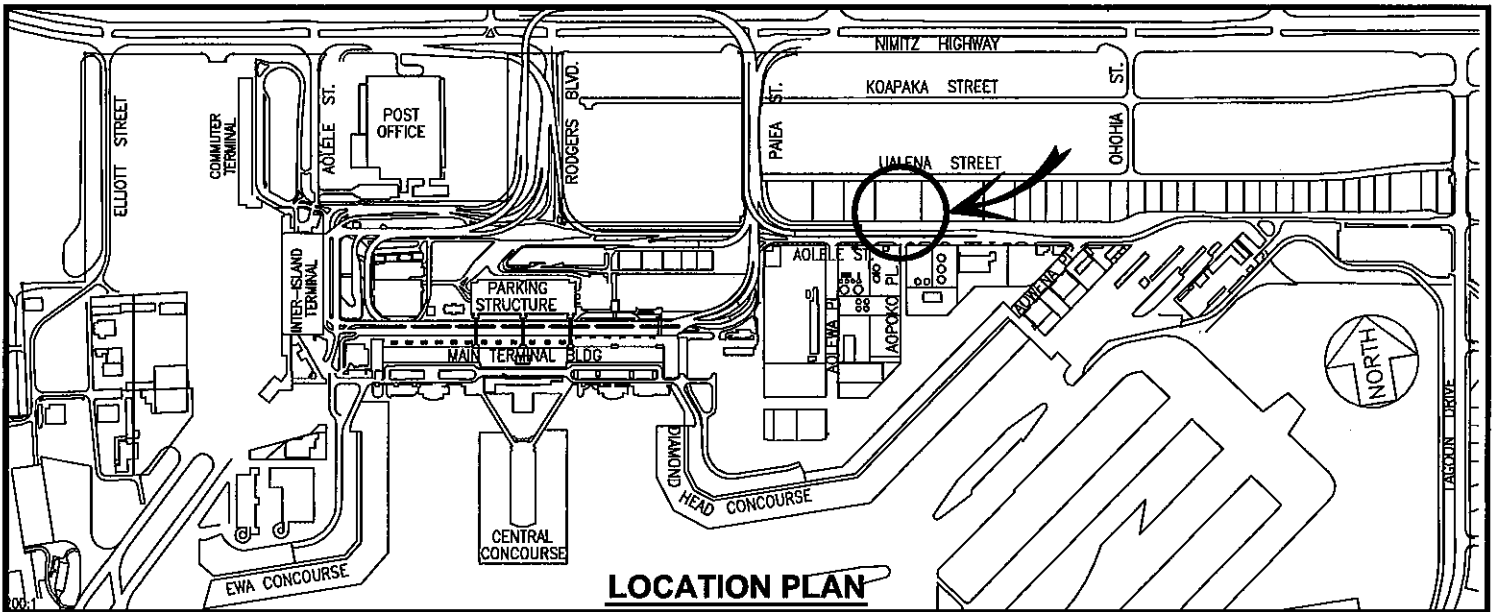 NIMITZ HIGHWAY
KOAPAKA STREET
UALENA STREET
ELLIOTT STREET
COMMUTER
TERMINAL
AOLELE ST.
POST
OFFICE
RODGERS BLVD.
PAIEA ST.
OHOHIA ST.
INTER-ISLAND
TERMINAL
PARKING
STRUCTURE
MAIN TERMINAL BLDG
AOLELE ST.
AOLEWA PL
AOPOKO PL.
NORTH
LAGOON DRIVE
DIAMOND
HEAD CONCOURSE
CENTRAL
CONCOURSE
EWA CONCOURSE
LOCATION PLAN